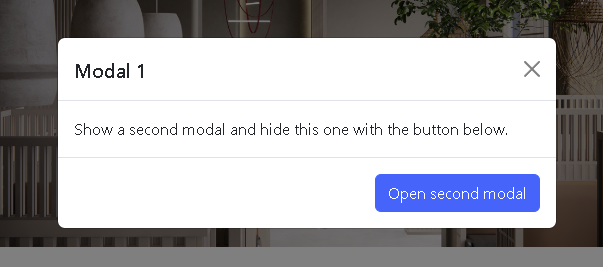 Modal 1
Show a second modal and hide this one with the button below.
Open second modal